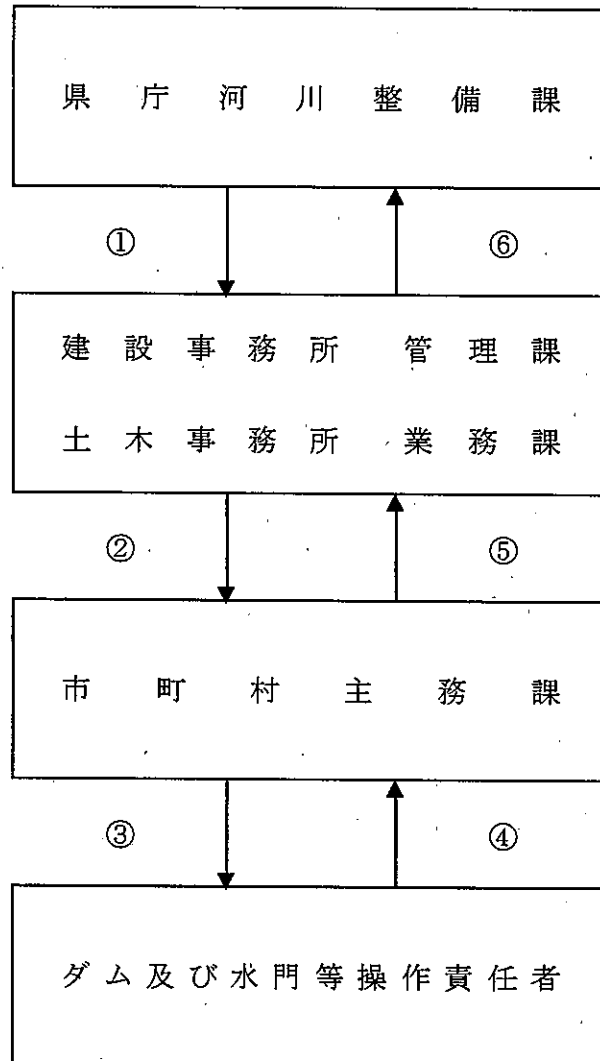 県庁河川整備課
① ⑥
建設事務所 管理課
土木事務所 業務課
② ⑤
市町村主務課
③ ④
ダム及び水門等操作責任者